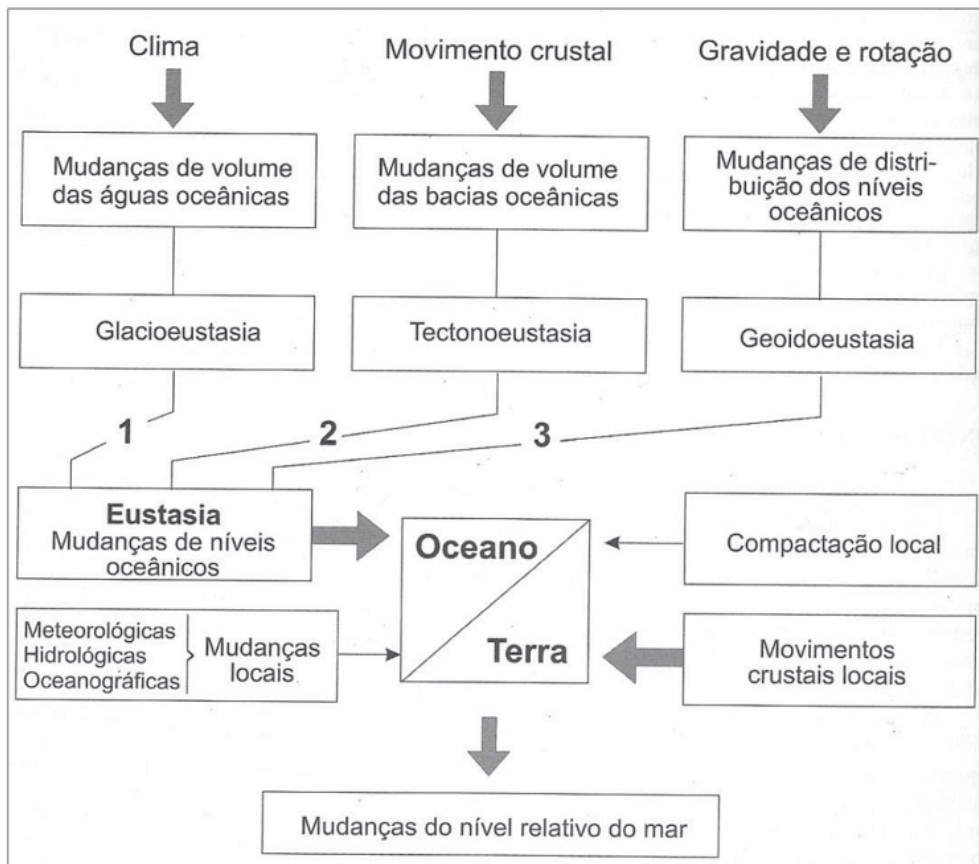 Clima
Movimento crustal
Gravidade e rotação
Mudanças de volume
das águas oceânicas
Mudanças de volume
das bacias oceânicas
Mudanças de distri-
buição dos níveis
oceânicos
Glacioeustasia
Tectonoeustasia
Geoidoeustasia
1
2
3
Eustasia
Mudanças de níveis
oceânicos
Oceano
Terra
Compactação local
Meteorológicas
Hidrológicas
Oceanográficas
Mudanças
locais
Movimentos
crustais locais
Mudanças do nível relativo do mar